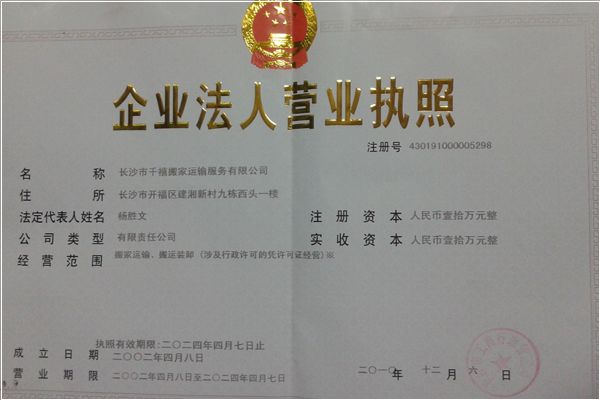 企业法人营业执照
注册号 430191000005298
名称 长沙市千禧搬家运输服务有限公司
住所 长沙市开福区建湘新村九栋西头一楼
法定代表人姓名 杨胜文
注册资本 人民币壹拾万元整
公司类型 有限责任公司
实收资本 人民币壹拾万元整
经营范围 搬家运输、搬运装卸(涉及行政许可的凭许可证经营)※
执照有效期限:二〇二四年四月七日止
成立日期 二〇〇二年四月八日
营业期限 二〇〇二年四月八日至二〇二四年四月七日
二〇一〇年 十二月 六日